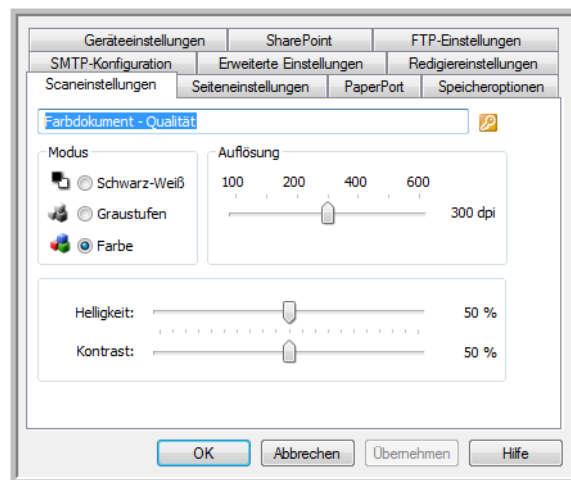 Geräteeinstellungen SharePoint FTP-Einstellungen
SMTP-Konfiguration Erweiterte Einstellungen Redigiereinstellungen
Scaneinstellungen Seiteneinstellungen PaperPort Speicheroptionen
Farbdokument - Qualität
Modus
Schwarz-Weiß
Graustufen
Farbe
Auflösung
100 200 400 600
300 dpi
Helligkeit: 50 %
Kontrast: 50 %
OK Abbrechen Übernehmen Hilfe